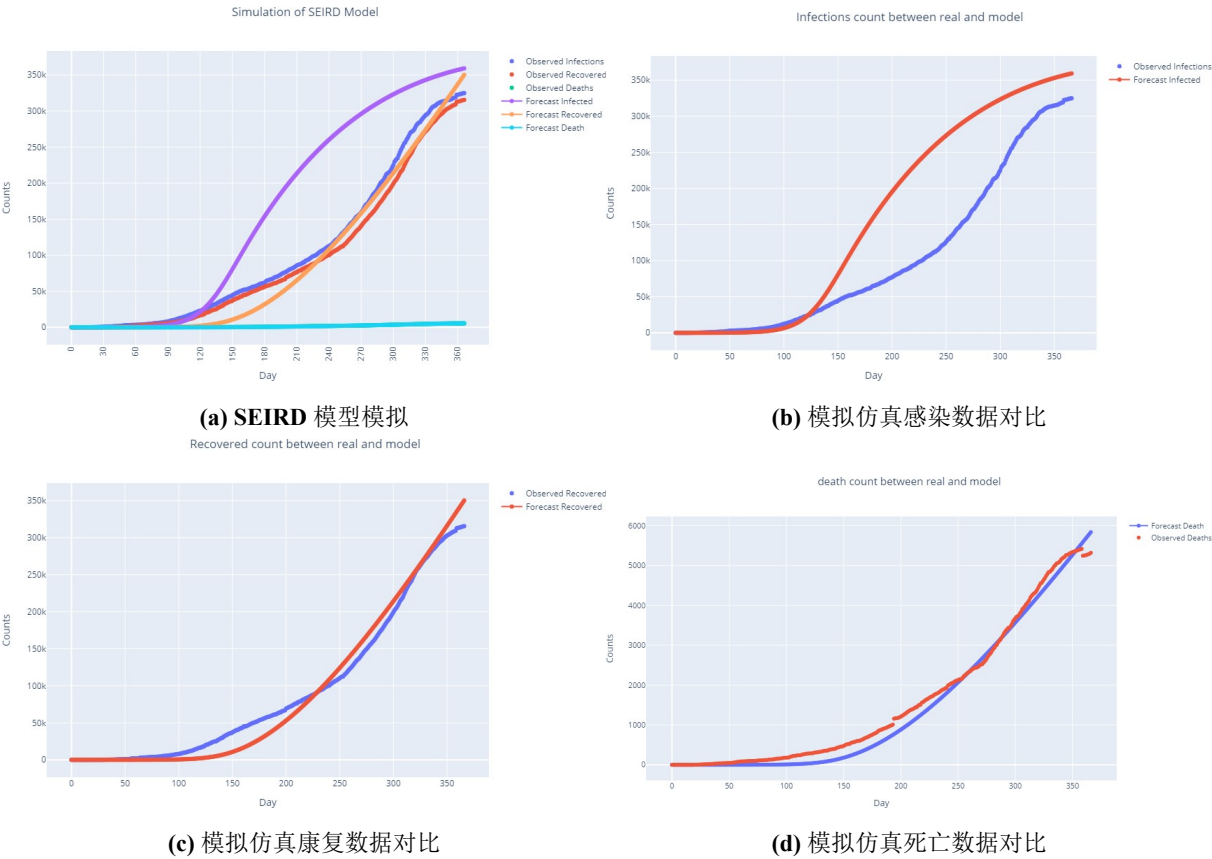 Simulation of SEIRD Model
350k
300k
250k
200k
150k
100k
50k
0
Counts
0
30
60
90
120
150
180
210
240
270
300
330
360
Day
Observed Infections
Observed Recovered
Observed Deaths
Forecast Infected
Forecast Recovered
Forecast Death
(a) SEIRD 模型模拟
Infections count between real and model
350k
300k
250k
200k
150k
100k
50k
0
Counts
0
50
100
150
200
250
300
350
Day
Observed Infections
Forecast Infected
(b) 模拟仿真感染数据对比
Recovered count between real and model
350k
300k
250k
200k
150k
100k
50k
0
Counts
0
50
100
150
200
250
300
350
Day
Observed Recovered
Forecast Recovered
(c) 模拟仿真康复数据对比
death count between real and model
6000
5000
4000
3000
2000
1000
0
Counts
0
50
100
150
200
250
300
350
Day
Forecast Death
Observed Deaths
(d) 模拟仿真死亡数据对比